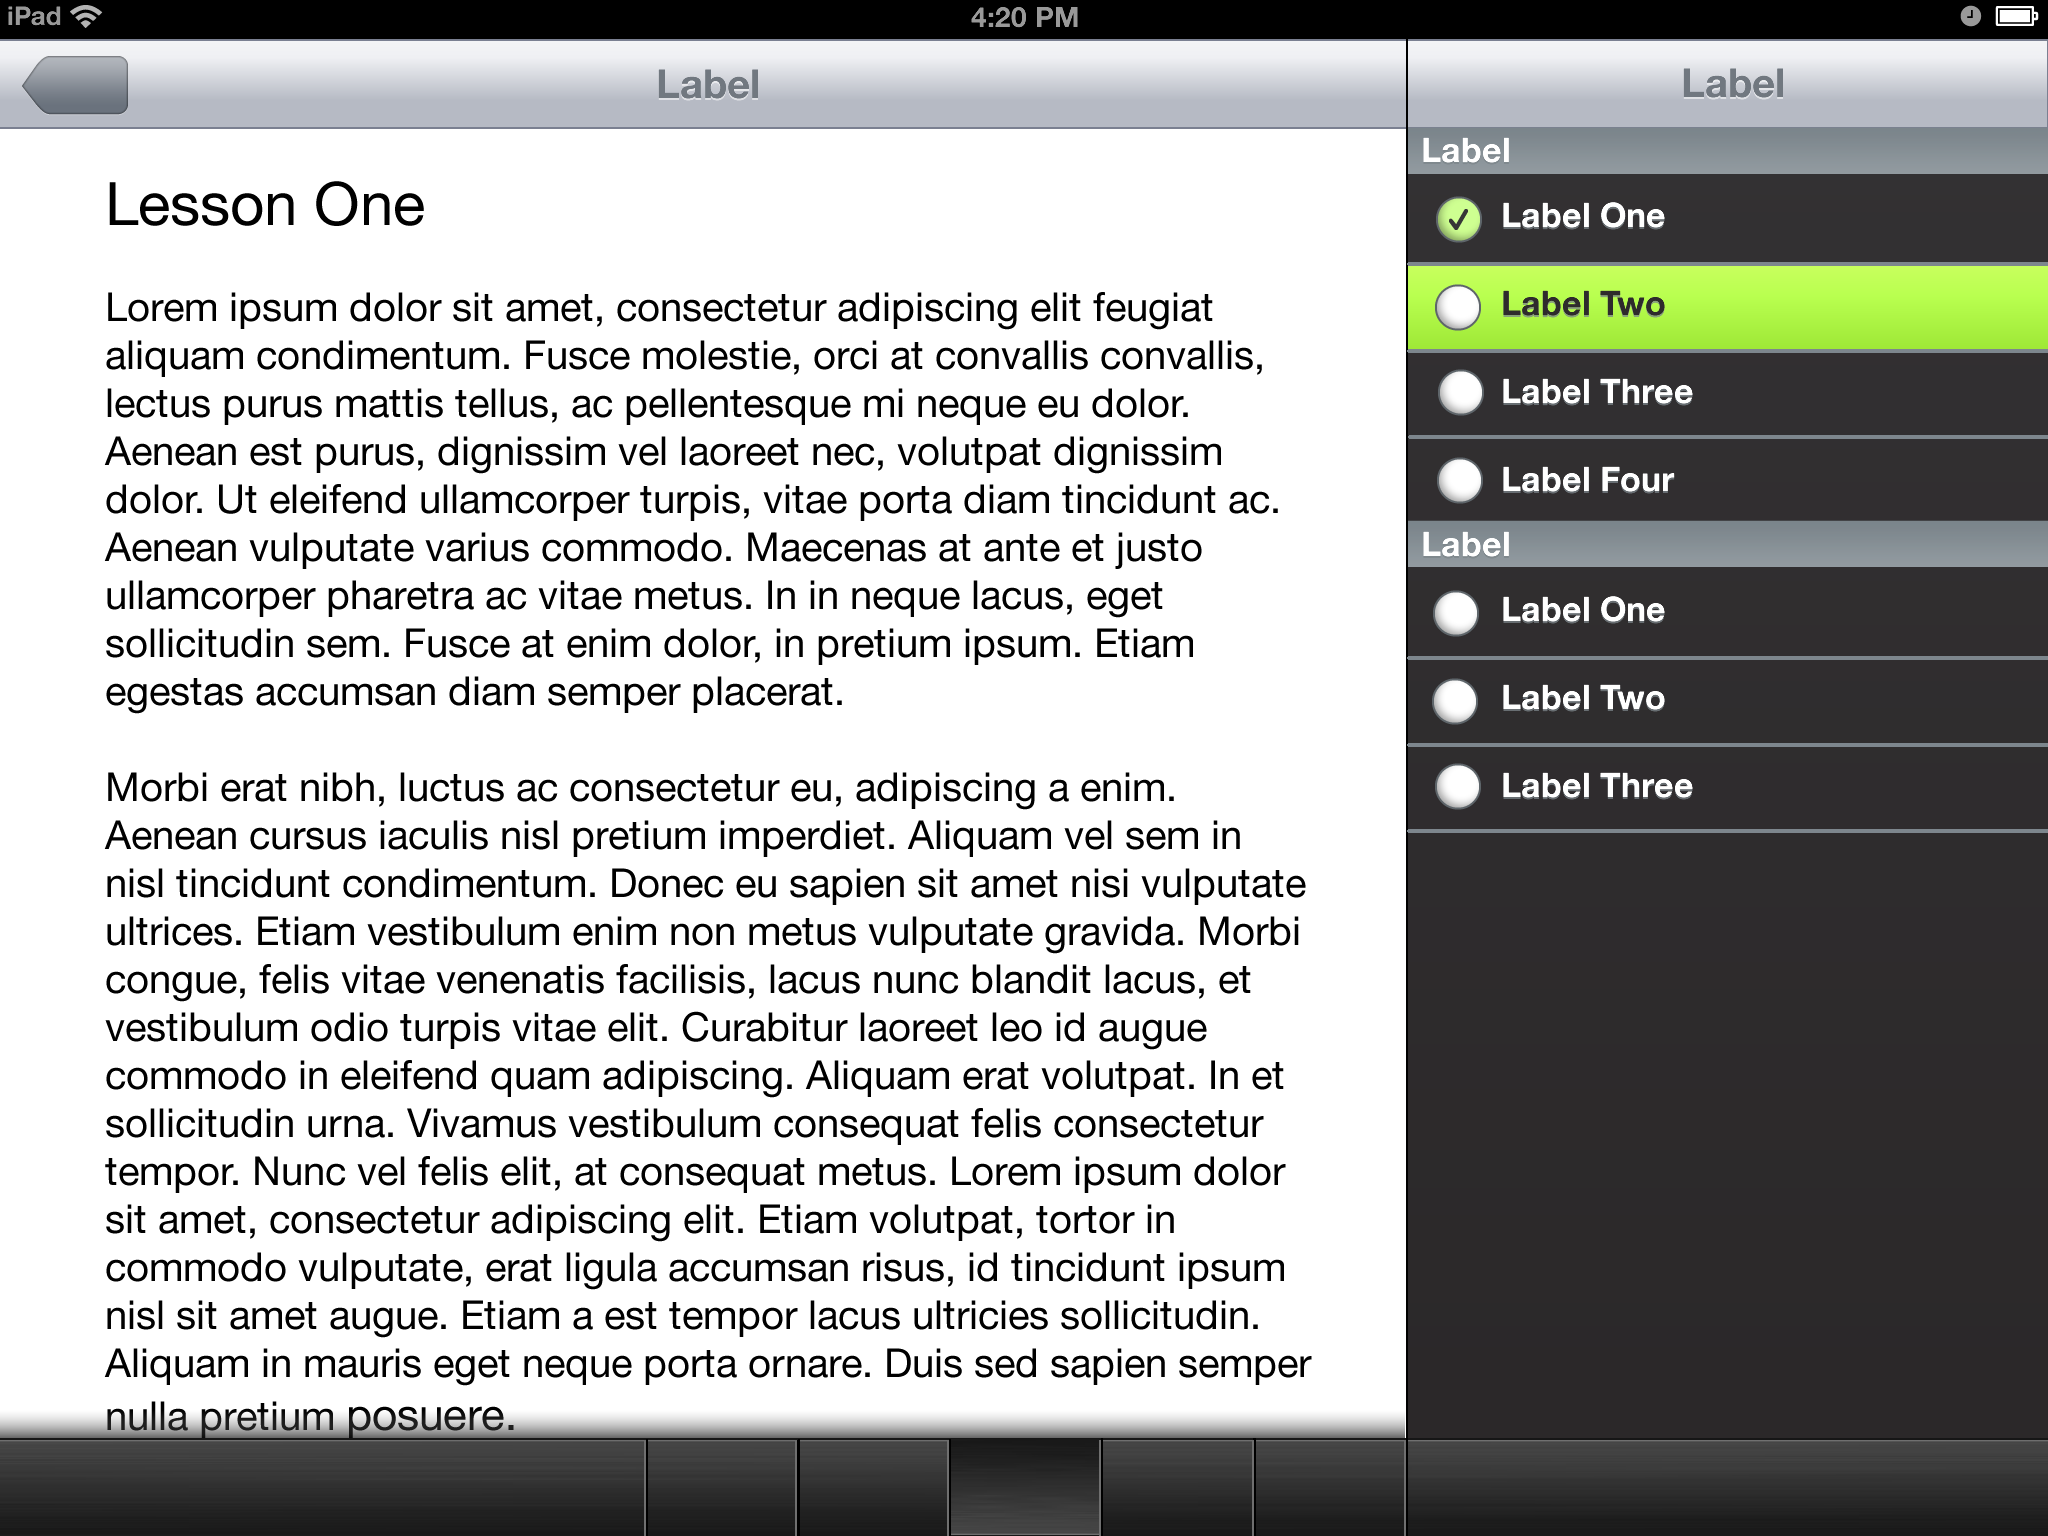 iPad
4:20 PM
Label
Lesson One
Lorem ipsum dolor sit amet, consectetur adipiscing elit feugiat
aliquam condimentum. Fusce molestie, orci at convallis convallis,
lectus purus mattis tellus, ac pellentesque mi neque eu dolor.
Aenean est purus, dignissim vel laoreet nec, volutpat dignissim
dolor. Ut eleifend ullamcorper turpis, vitae porta diam tincidunt ac.
Aenean vulputate varius commodo. Maecenas at ante et justo
ullamcorper pharetra ac vitae metus. In in neque lacus, eget
sollicitudin sem. Fusce at enim dolor, in pretium ipsum. Etiam
egestas accumsan diam semper placerat.
Morbi erat nibh, luctus ac consectetur eu, adipiscing a enim.
Aenean cursus iaculis nisl pretium imperdiet. Aliquam vel sem in
nisl tincidunt condimentum. Donec eu sapien sit amet nisi vulputate
ultrices. Etiam vestibulum enim non metus vulputate gravida. Morbi
congue, felis vitae venenatis facilisis, lacus nunc blandit lacus, et
vestibulum odio turpis vitae elit. Curabitur laoreet leo id augue
commodo in eleifend quam adipiscing. Aliquam erat volutpat. In et
sollicitudin urna. Vivamus vestibulum consequat felis consectetur
tempor. Nunc vel felis elit, at consequat metus. Lorem ipsum dolor
sit amet, consectetur adipiscing elit. Etiam volutpat, tortor in
commodo vulputate, erat ligula accumsan risus, id tincidunt ipsum
nisl sit amet augue. Etiam a est tempor lacus ultricies sollicitudin.
Aliquam in mauris eget neque porta ornare. Duis sed sapien semper
nulla pretium posuere.
Label
Label
Label One
Label Two
Label Three
Label Four
Label
Label One
Label Two
Label Three